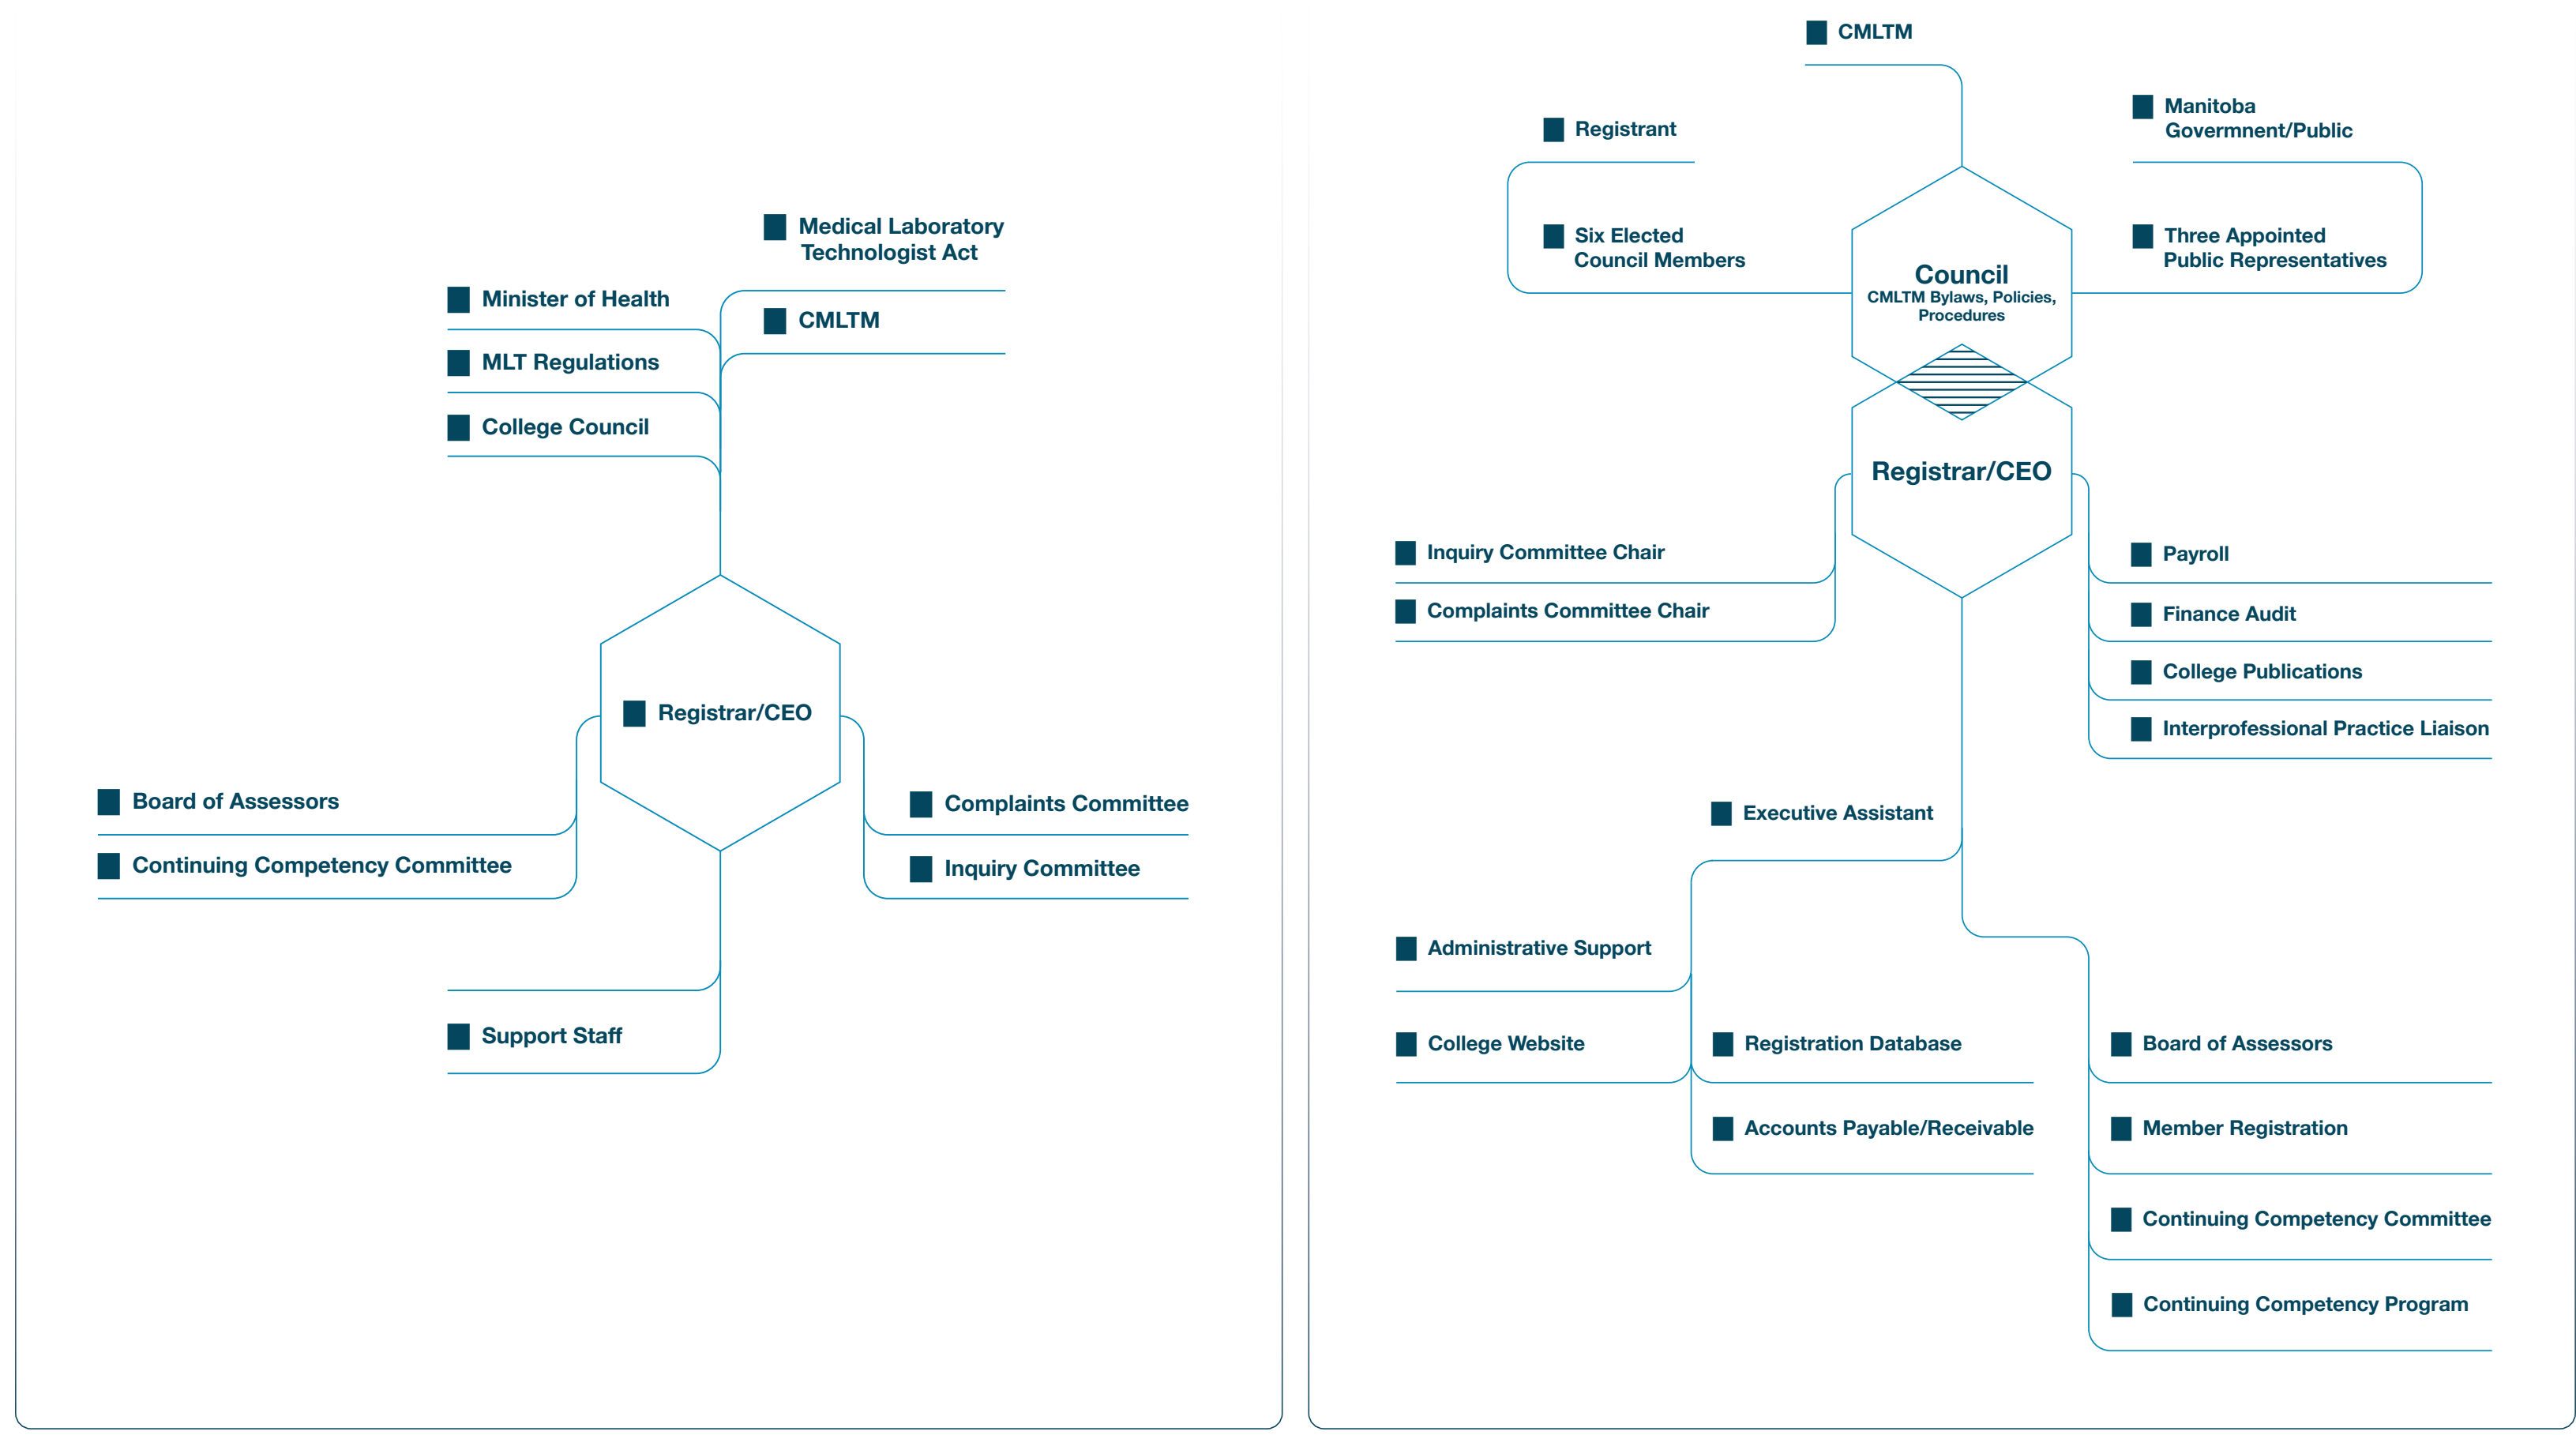 Medical Laboratory
Technologist Act
Minister of Health
CMLTM
MLT Regulations
College Council
Registrar/CEO
Board of Assessors
Continuing Competency Committee
Complaints Committee
Inquiry Committee
Support Staff
CMLTM
Registrant
Manitoba
Govermnent/Public
Six Elected
Council Members
Three Appointed
Public Representatives
Council
CMLTM Bylaws, Policies,
Procedures
Registrar/CEO
Inquiry Committee Chair
Complaints Committee Chair
Payroll
Finance Audit
College Publications
Interprofessional Practice Liaison
Executive Assistant
Administrative Support
College Website
Registration Database
Accounts Payable/Receivable
Board of Assessors
Member Registration
Continuing Competency Committee
Continuing Competency Program